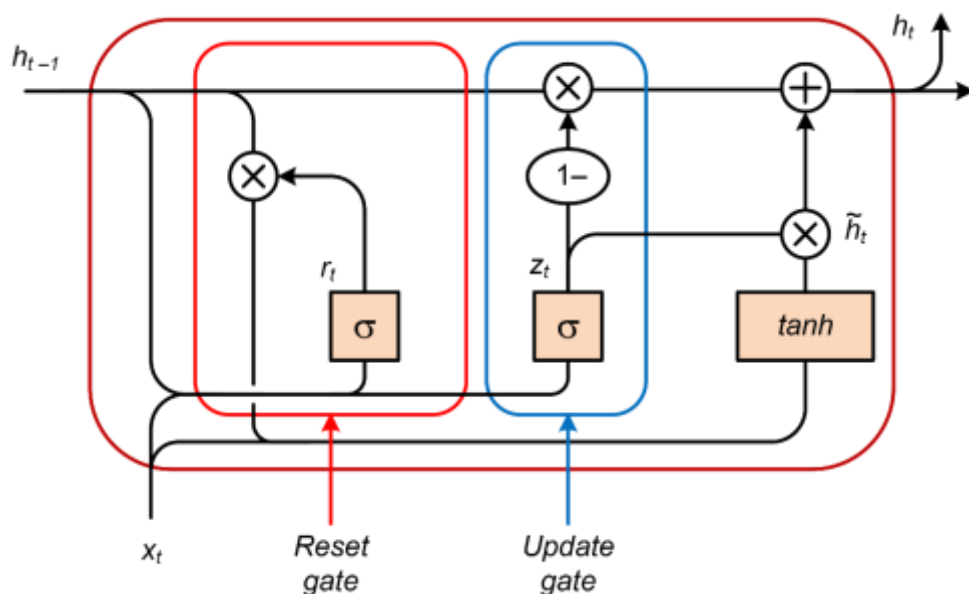 h_{t–1}
h_t
1–
r_t
z_t
h̃_t
σ
σ
tanh
x_t
Reset
gate
Update
gate